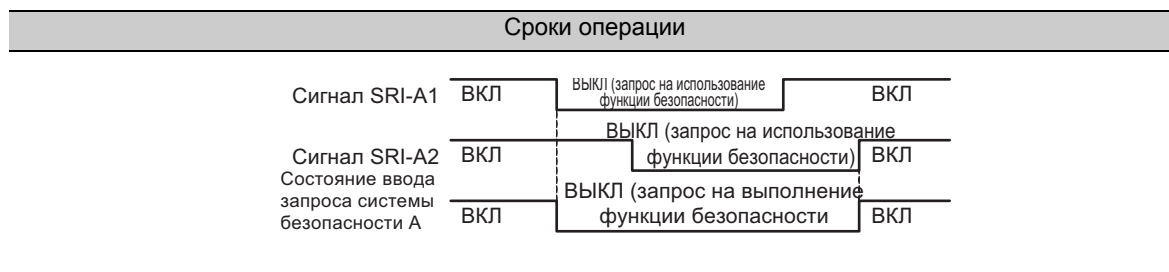 Сроки операции
Сигнал SRI-A1 ВКЛ ВЫКЛ (запрос на использование ВКЛ
функции безопасности)
ВЫКЛ (запрос на использование
Сигнал SRI-A2 ВКЛ функции безопасности) ВКЛ
Состояние ввода
запроса системы
безопасности А
ВЫКЛ (запрос на выполнение
ВКЛ функции безопасности ВКЛ